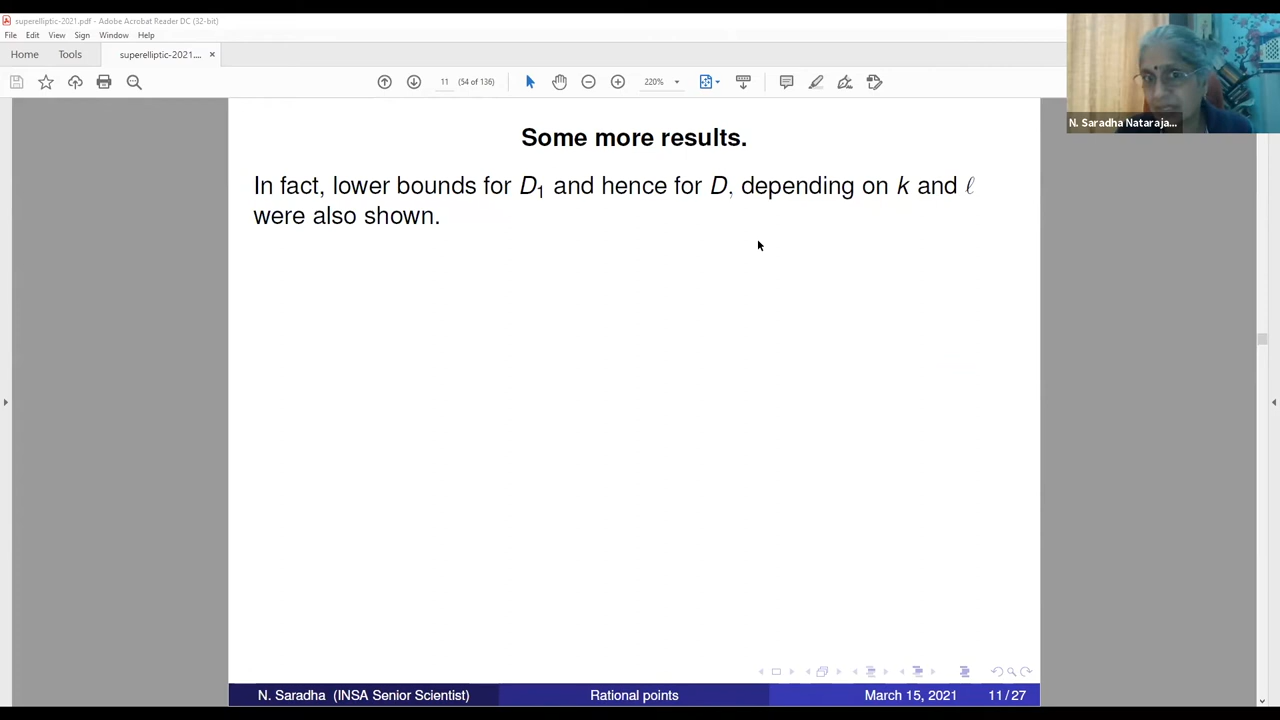 superelliptic-2021.pdf - Adobe Acrobat Reader DC (32-bit)
File Edit View Sign Window Help
Home Tools superelliptic-2021.... ×
11 (54 of 136) 220%
N. Saradha Nataraja...
Some more results.
In fact, lower bounds for D₁ and hence for D, depending on k and ℓ
were also shown.
N. Saradha (INSA Senior Scientist) Rational points March 15, 2021 11 / 27